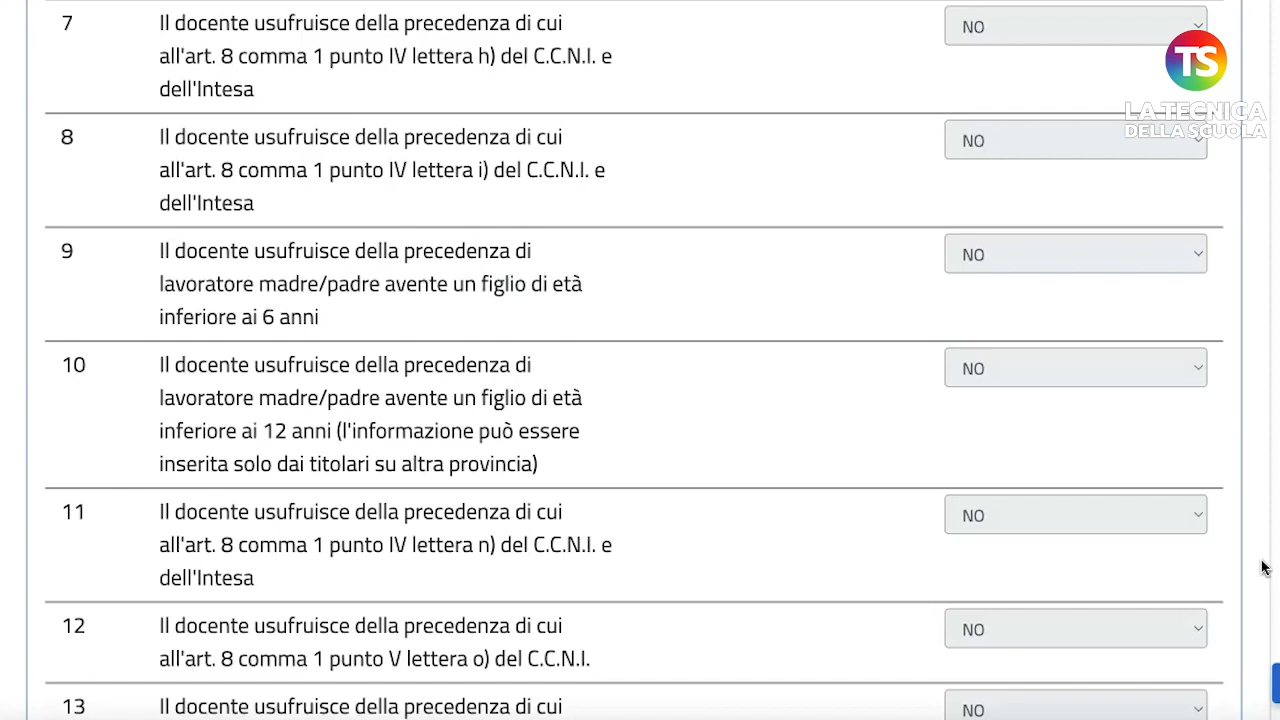 7
Il docente usufruisce della precedenza di cui
all'art. 8 comma 1 punto IV lettera h) del C.C.N.I. e
dell'Intesa
NO
TS
LA TECNICA
DELLA SCUOLA
8
Il docente usufruisce della precedenza di cui
all'art. 8 comma 1 punto IV lettera i) del C.C.N.I. e
dell'Intesa
NO
9
Il docente usufruisce della precedenza di
lavoratore madre/padre avente un figlio di età
inferiore ai 6 anni
NO
10
Il docente usufruisce della precedenza di
lavoratore madre/padre avente un figlio di età
inferiore ai 12 anni (l'informazione può essere
inserita solo dai titolari su altra provincia)
NO
11
Il docente usufruisce della precedenza di cui
all'art. 8 comma 1 punto IV lettera n) del C.C.N.I. e
dell'Intesa
NO
12
Il docente usufruisce della precedenza di cui
all'art. 8 comma 1 punto V lettera o) del C.C.N.I.
NO
13
Il docente usufruisce della precedenza di cui
NO